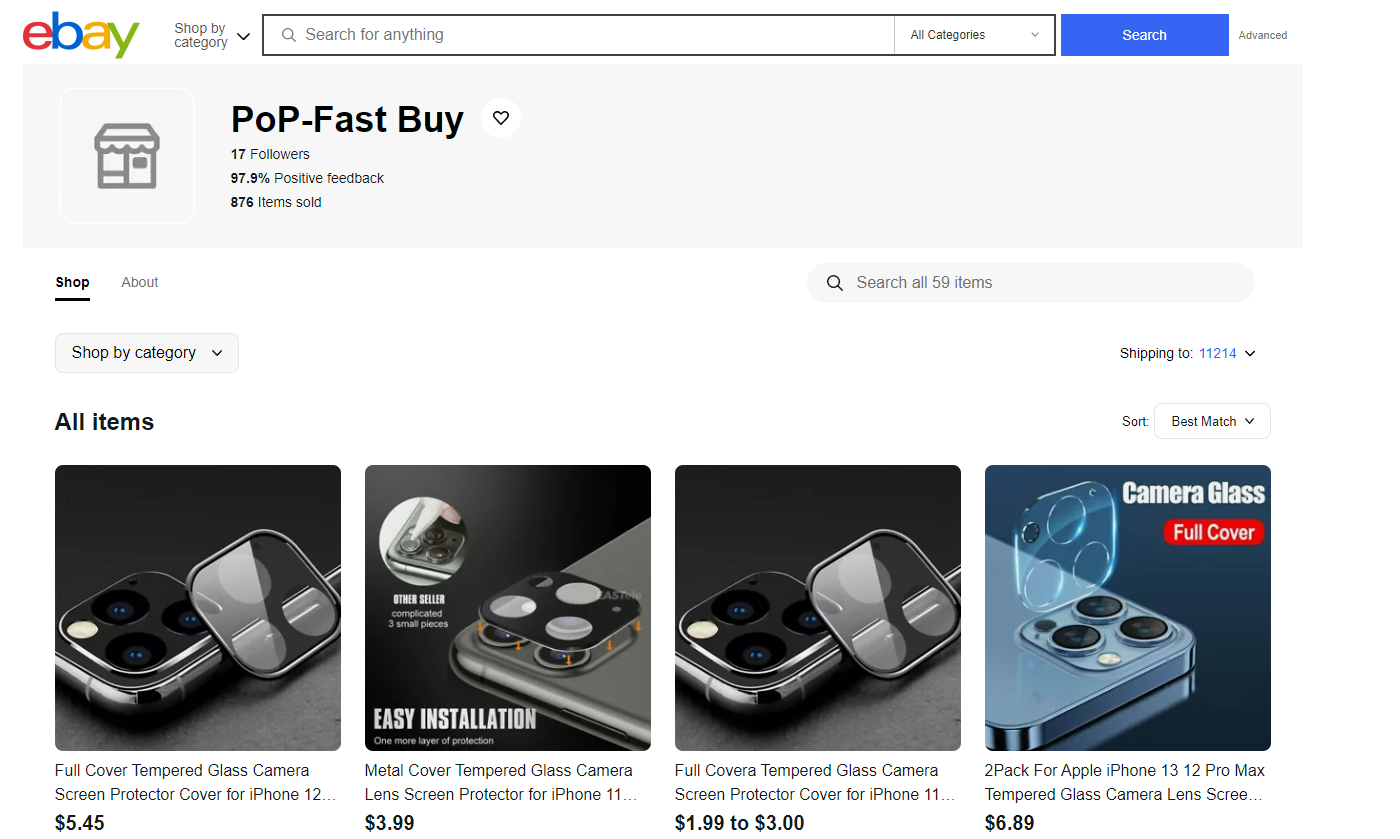 ebay
Shop by
category
Search for anything
All Categories
Search
Advanced
PoP-Fast Buy
17 Followers
97.9% Positive feedback
876 Items sold
Shop
About
Search all 59 items
Shop by category
Shipping to: 11214
All items
Sort: Best Match
OTHER SELLER
complicated
3 small pieces
EASTele
EASY INSTALLATION
One more layer of protection
Camera Glass
Full Cover
Full Cover Tempered Glass Camera
Screen Protector Cover for iPhone 12…
$5.45
Metal Cover Tempered Glass Camera
Lens Screen Protector for iPhone 11…
$3.99
Full Covera Tempered Glass Camera
Screen Protector Cover for iPhone 11…
$1.99 to $3.00
2Pack For Apple iPhone 13 12 Pro Max
Tempered Glass Camera Lens Scree…
$6.89